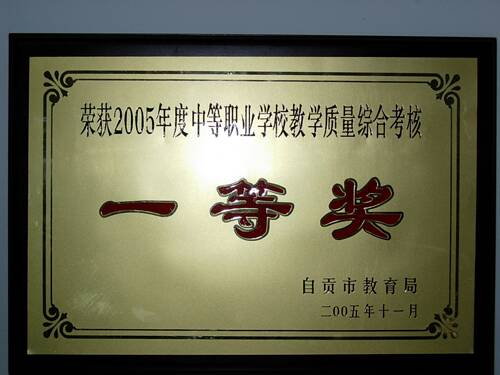 荣获2005年度中等职业学校教学质量综合考核
一等奖
自贡市教育局
二00五年十一月